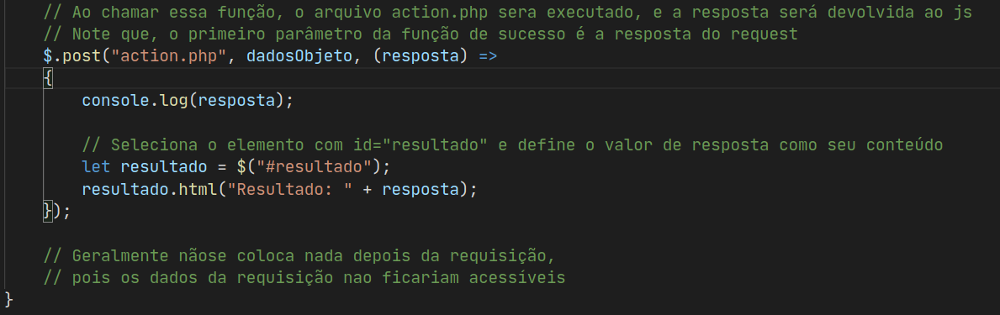 // Ao chamar essa função, o arquivo action.php sera executado, e a resposta será devolvida ao js
// Note que, o primeiro parâmetro da função de sucesso é a resposta do request
$.post("action.php", dadosObjeto, (resposta) =>
{
console.log(resposta);
// Seleciona o elemento com id="resultado" e define o valor de resposta como seu conteúdo
let resultado = $("#resultado");
resultado.html("Resultado: " + resposta);
});
// Geralmente nãose coloca nada depois da requisição,
// pois os dados da requisição nao ficariam acessíveis
}